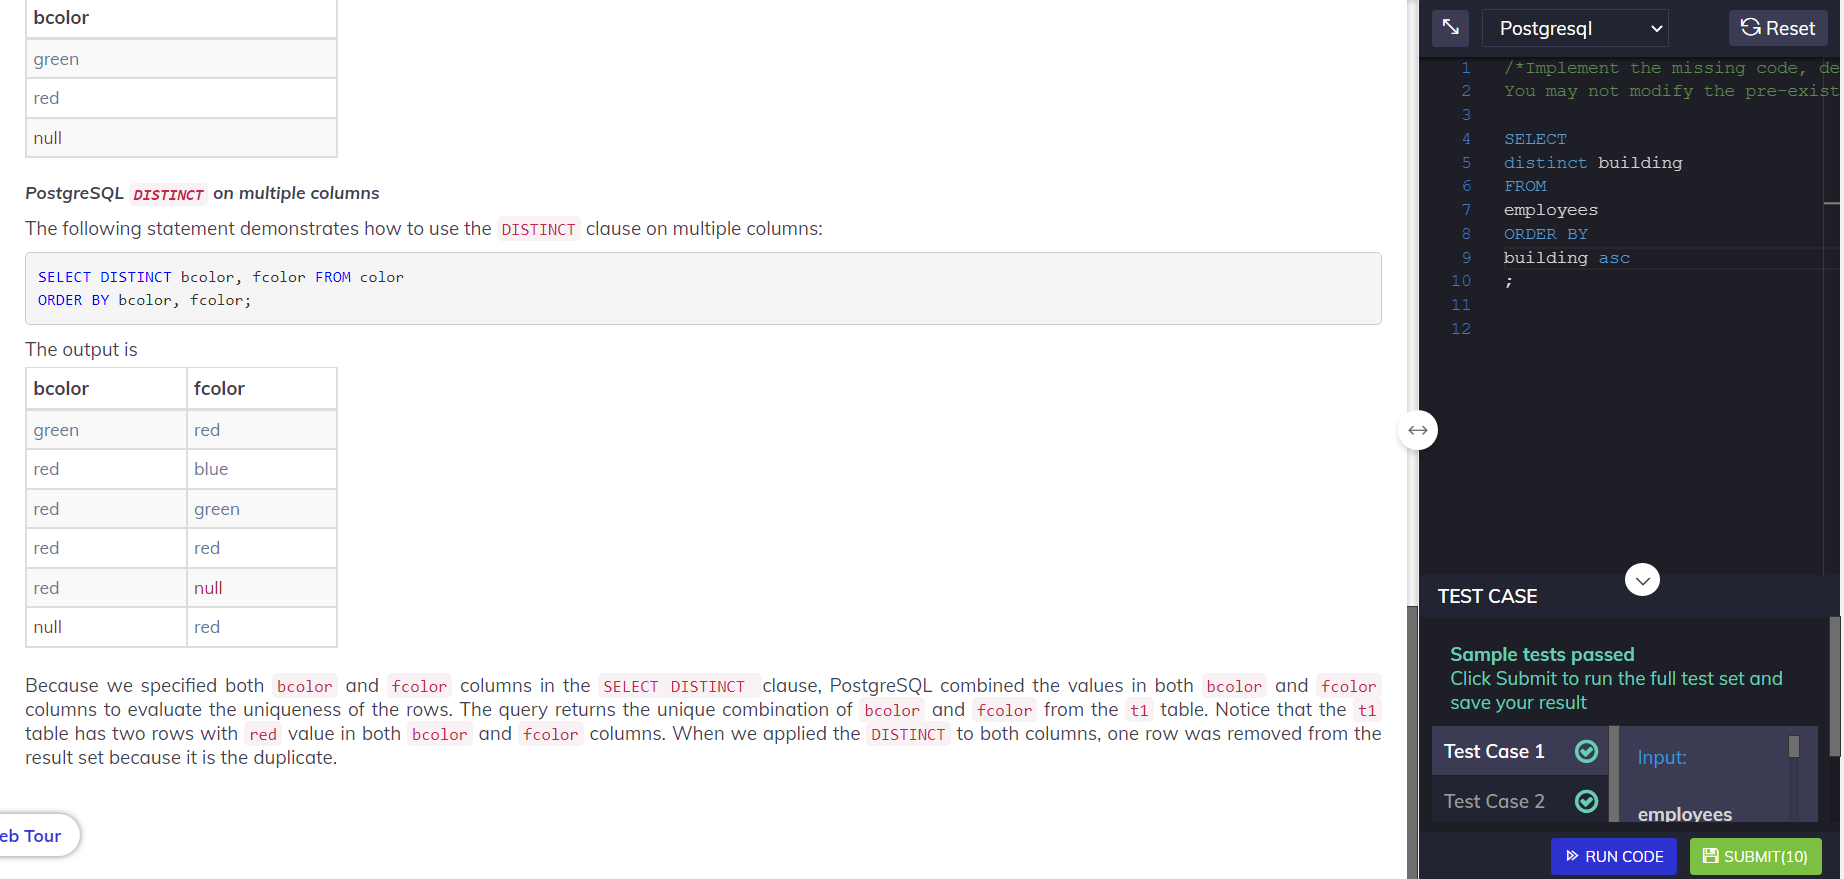 bcolor
green
red
null
PostgreSQL DISTINCT on multiple columns
The following statement demonstrates how to use the DISTINCT clause on multiple columns:
SELECT DISTINCT bcolor, fcolor FROM color
ORDER BY bcolor, fcolor;
The output is
bcolor fcolor
green red
red blue
red green
red red
red null
null red
Because we specified both bcolor and fcolor columns in the SELECT DISTINCT clause, PostgreSQL combined the values in both bcolor and fcolor
columns to evaluate the uniqueness of the rows. The query returns the unique combination of bcolor and fcolor from the t1 table. Notice that the t1
table has two rows with red value in both bcolor and fcolor columns. When we applied the DISTINCT to both columns, one row was removed from the
result set because it is the duplicate.
eb Tour
Postgresql
Reset
1 /*Implement the missing code, de
2 You may not modify the pre-exist
3
4 SELECT
5 distinct building
6 FROM
7 employees
8 ORDER BY
9 building asc
10 ;
11
12
TEST CASE
Sample tests passed
Click Submit to run the full test set and
save your result
Test Case 1
Test Case 2
Input:
employees
RUN CODE
SUBMIT(10)